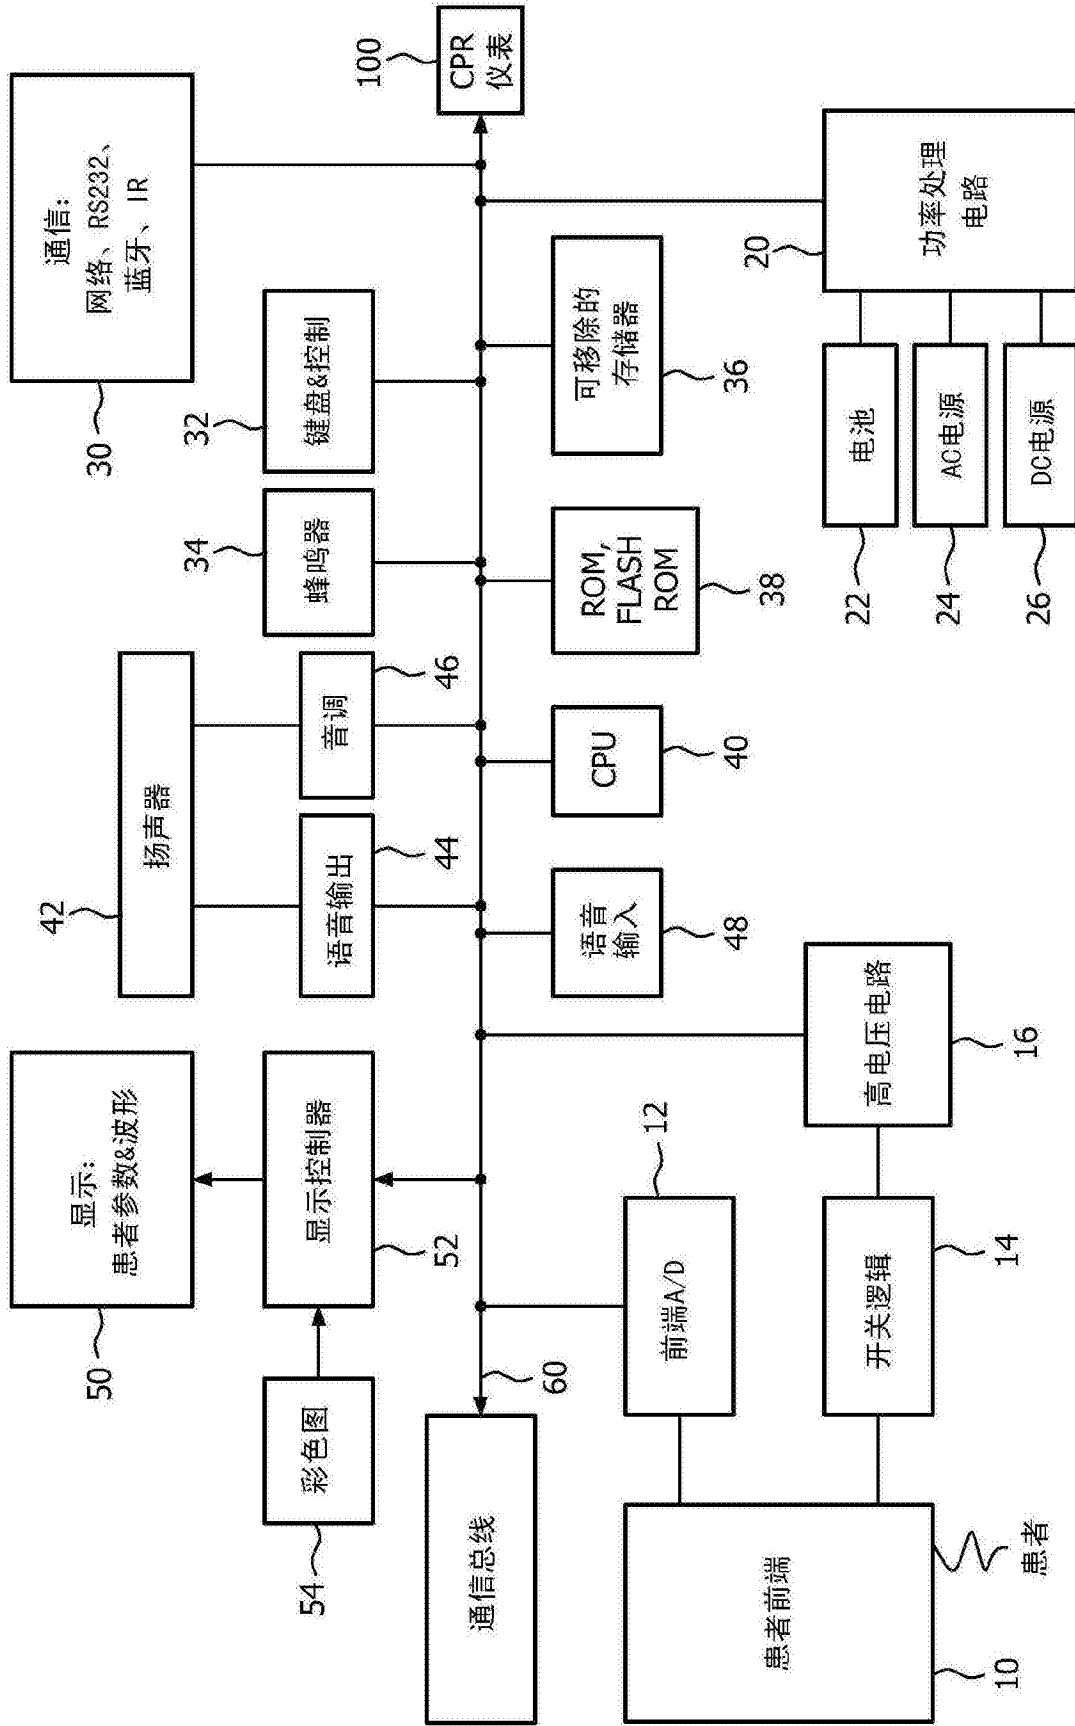 显示：
患者参数&波形
50
扬声器
42
通信：
网络、RS232、
蓝牙、IR
30
彩色图
54
显示控制器
52
语音输出
44
音调
46
蜂鸣器
34
键盘&控制
32
通信总线
60
CPR
仪表
100
语音
输入
48
CPU
40
ROM,
FLASH
ROM
38
可移除的
存储器
36
患者前端
10
患者
前端A/D
12
开关逻辑
14
高电压电路
16
电池
22
AC电源
24
DC电源
26
功率处理
电路
20